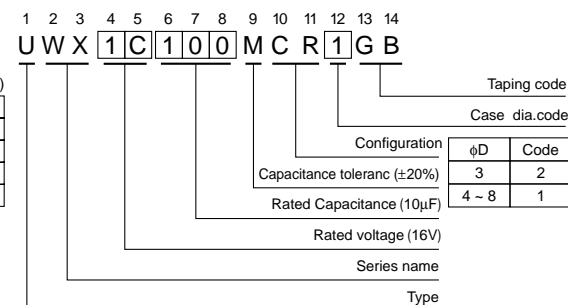 1 2 3 4 5 6 7 8 9 10 11 12 13 14
U W X 1 C 1 0 0 M C R 1 G B
)
Taping code
Case dia.code
Configuration
φD Code
Capacitance toleranc (±20%)
3 2
Rated Capacitance (10μF)
4 ~ 8 1
Rated voltage (16V)
Series name
Type